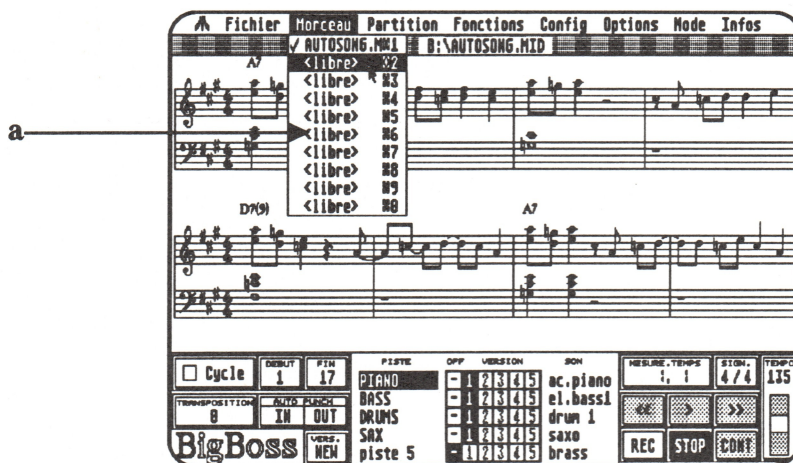 Fichier Morceau Partition Fonctions Config Options Mode Infos
✓ AUTOSONG.M⌘1 B:\AUTOSONG.MID
A7
<libre> ⌘2
<libre> ⌘3
<libre> ⌘4
<libre> ⌘5
a
<libre> ⌘6
<libre> ⌘7
<libre> ⌘8
<libre> ⌘9
<libre> ⌘0
D7(9) A7
Cycle
DEBUT 1
FIN 17
TRANSPOSITION 0
AUTO PUNCH
IN OUT
BigBoss
VERS. NEW
PISTE OFF VERSION SON
PIANO - 1 2 3 4 5 ac.piano
BASS - 1 2 3 4 5 el.bass1
DRUMS - 1 2 3 4 5 drum 1
SAX - 1 2 3 4 5 saxo
piste 5 - 1 2 3 4 5 brass
MESURE.TEMPS 1, 1
SIGN. 4/4
TEMPO 135
<< > >>
REC STOP CONT